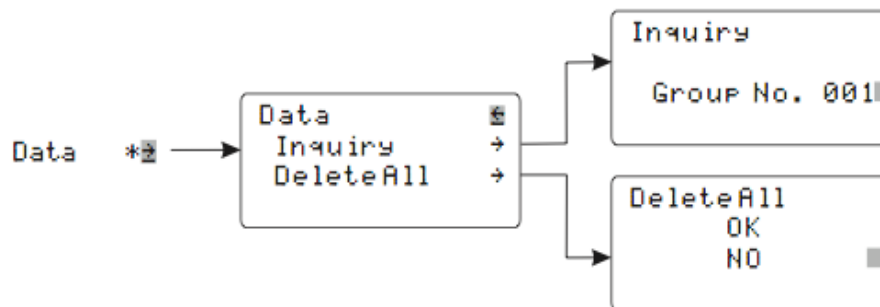 Data *→
Data ←
Inquiry →
DeleteAll →
Inquiry
Group No. 001
DeleteAll
OK
NO